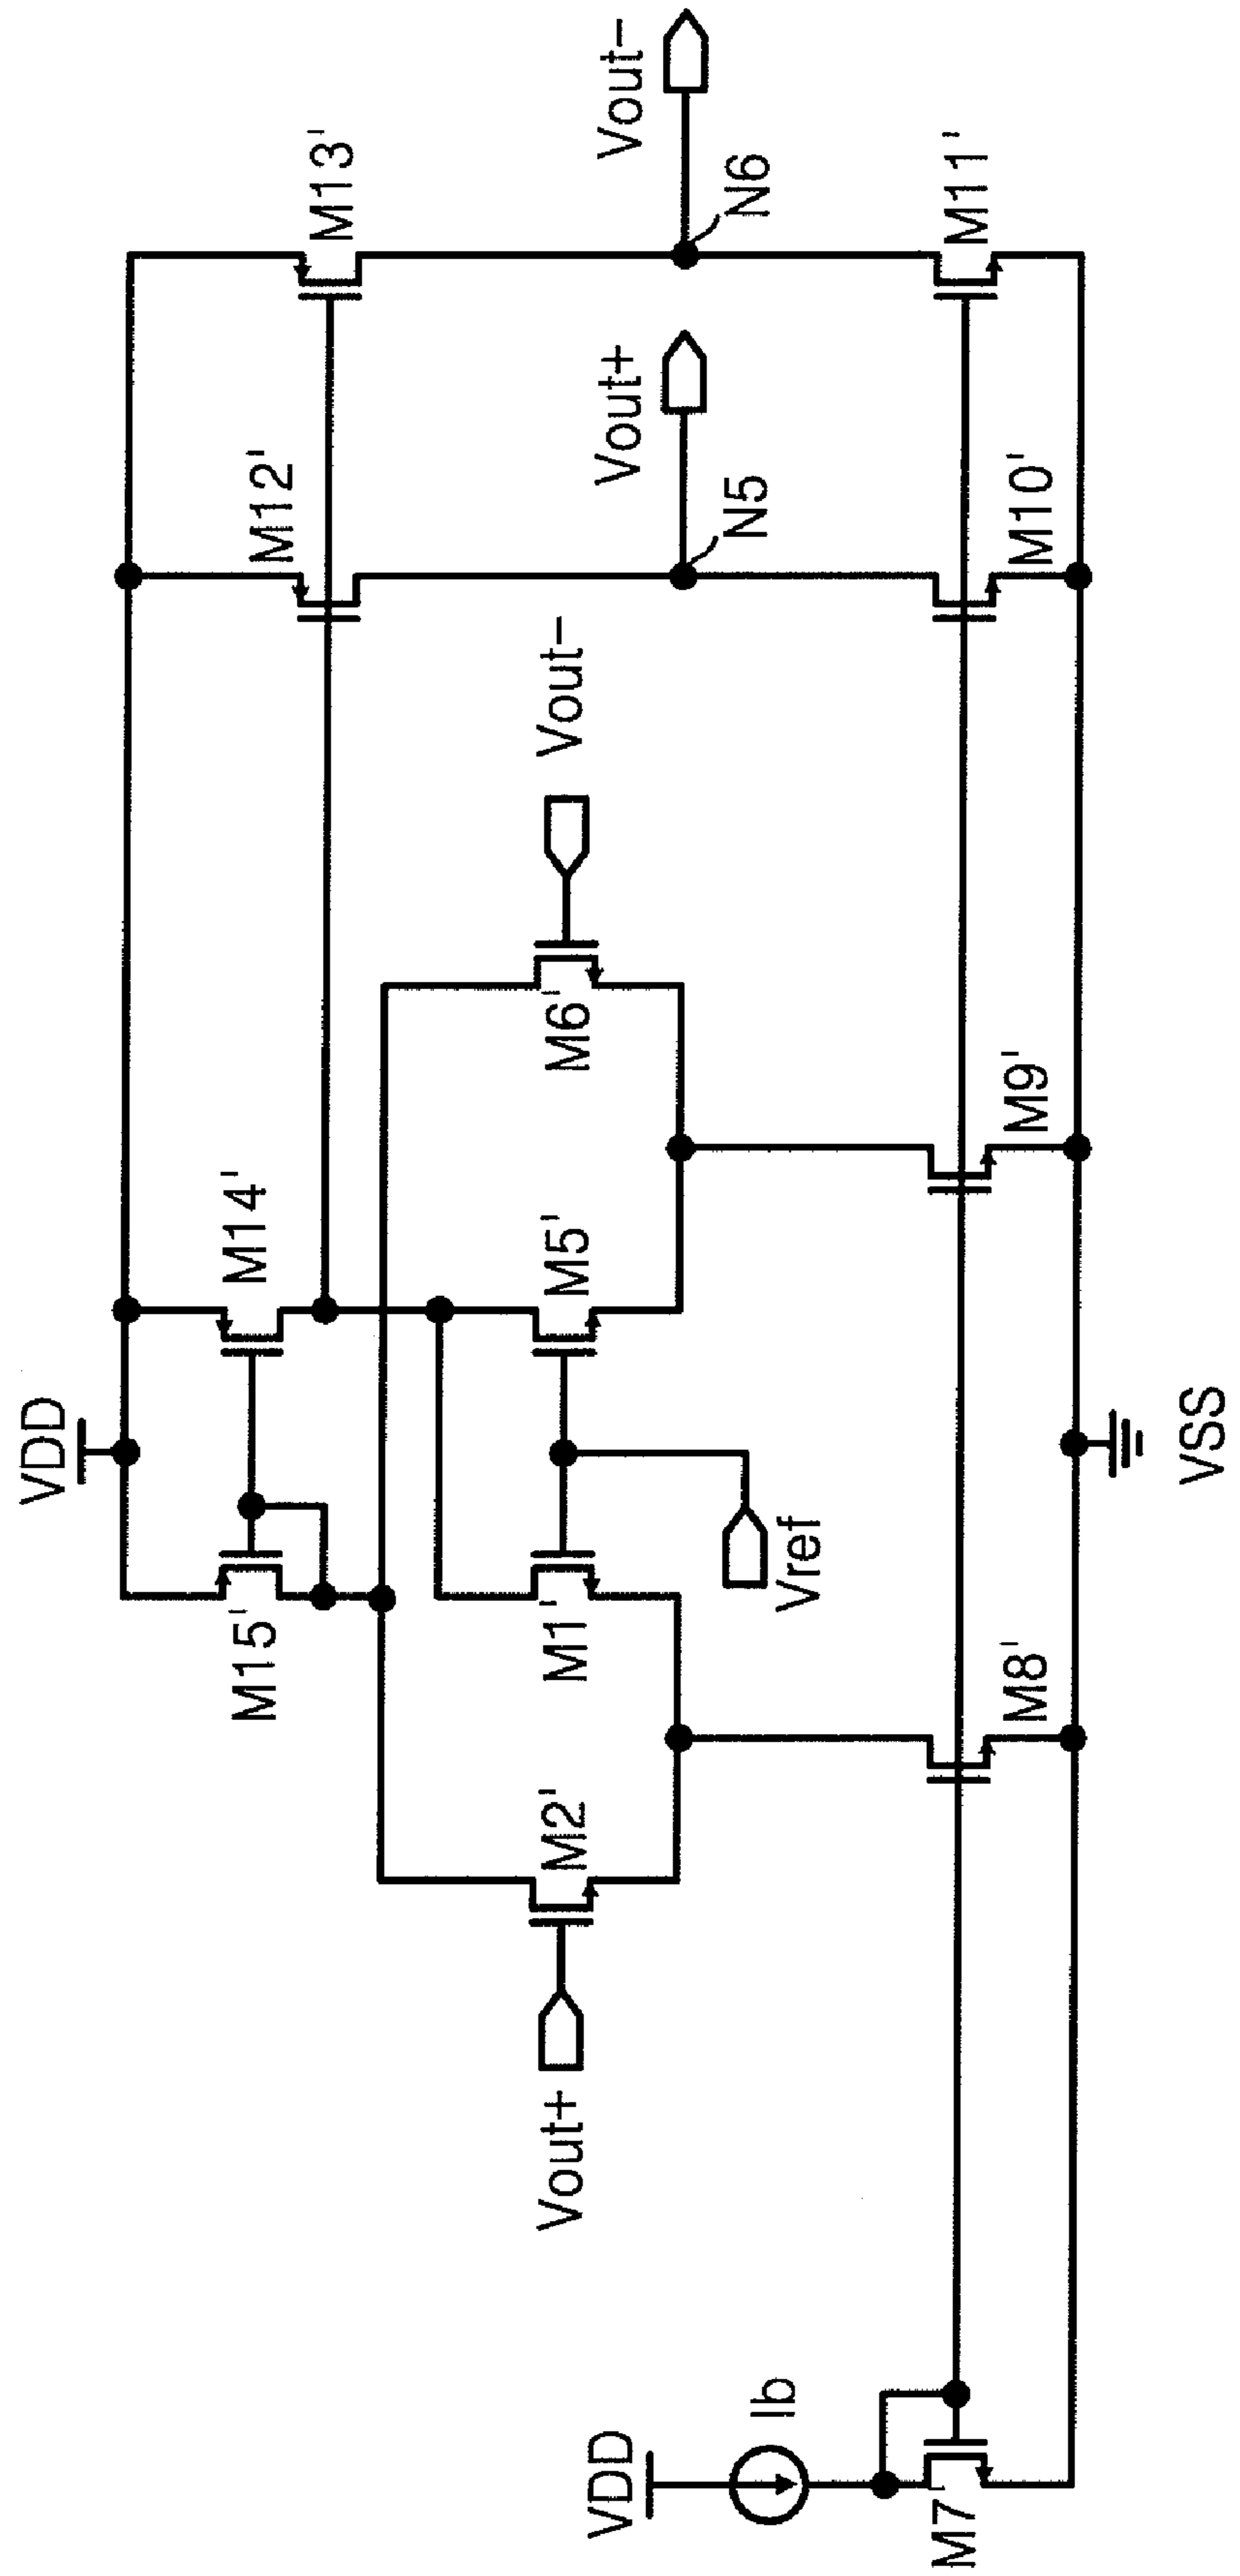 VDD
M15'
M14'
M12'
M13'
Vout+
M2'
M1'
M5'
M6'
Vout-
Vref
Vout+
N5
Vout-
N6
VDD
Ib
M7'
M8'
M9'
M10'
M11'
VSS